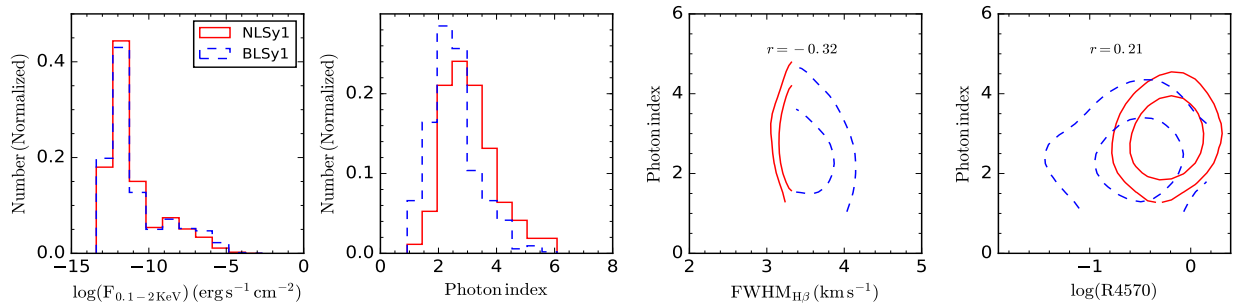 0.4
0.2
0.0
Number (Normalized)
NLSy1
BLSy1
−15
−10
−5
0
log(F0.1−2KeV) (erg s−1 cm−2)
0.2
0.1
0.0
Number (Normalized)
0
2
4
6
8
Photon index
6
4
2
0
Photon index
r = −0.32
2
3
4
5
FWHMHβ (km s−1)
6
4
2
0
Photon index
r = 0.21
−1
0
log(R4570)